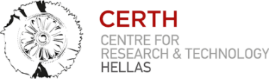 CERTH
CENTRE FOR
RESEARCH & TECHNOLOGY
HELLAS